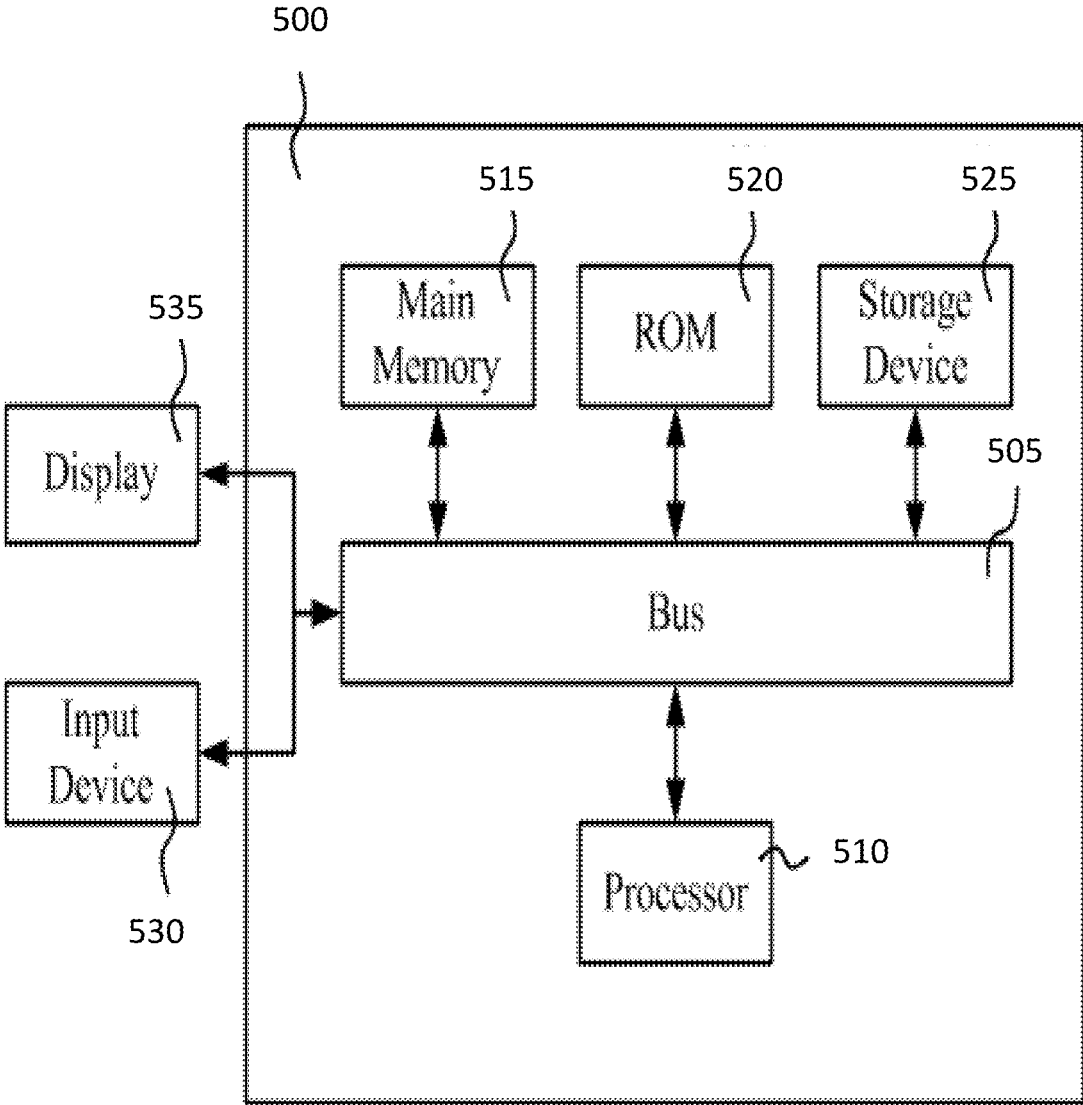 500
515
520
525
535
Main
Memory
ROM
Storage
Device
Display
505
Bus
Input
Device
530
Processor
510